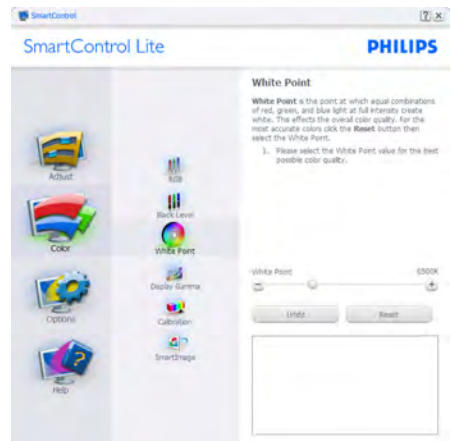 SmartControl
SmartControl Lite
PHILIPS
Adjust
Color
Options
Help
RGB
Black Level
White Point
Display Gamma
Calibration
SmartImage
White Point
White Point is the point at which equal combinations
of red, green, and blue light at full intensity create
white. The effects the overall color quality. For the
most accurate colors click the Reset button then
select the White Point.
1. Please select the White Point value for the best
possible color quality.
White Point 6500K
Undo Reset